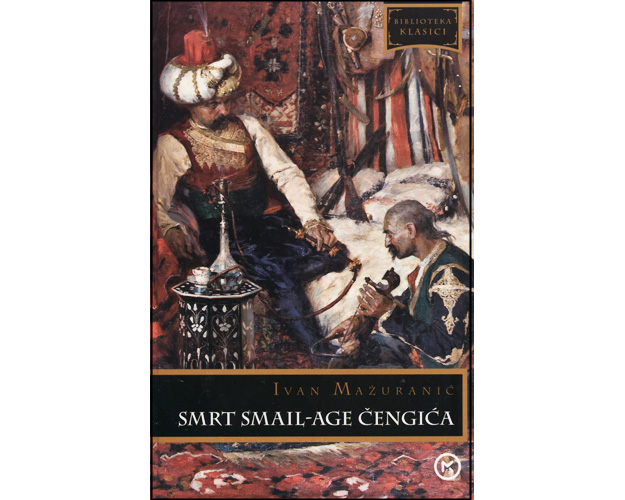 BIBLIOTEKA
KLASICI
IVAN MAŽURANIĆ
SMRT SMAIL-AGE ČENGIĆA
M